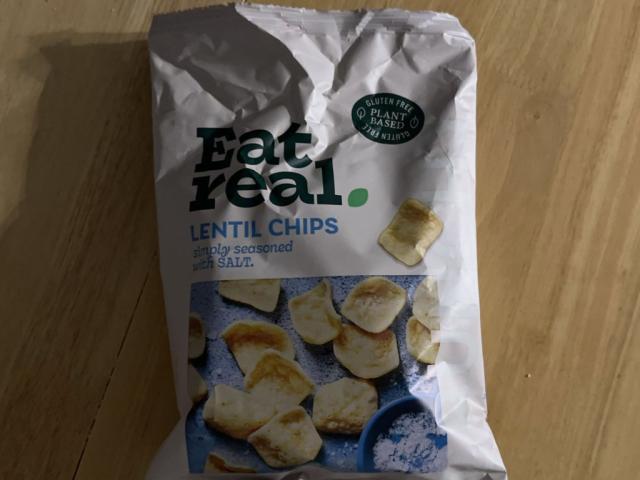 GLUTEN FREE
PLANT
BASED
GLUTEN FREE
Eat
real.
LENTIL CHIPS
simply seasoned
with SALT.